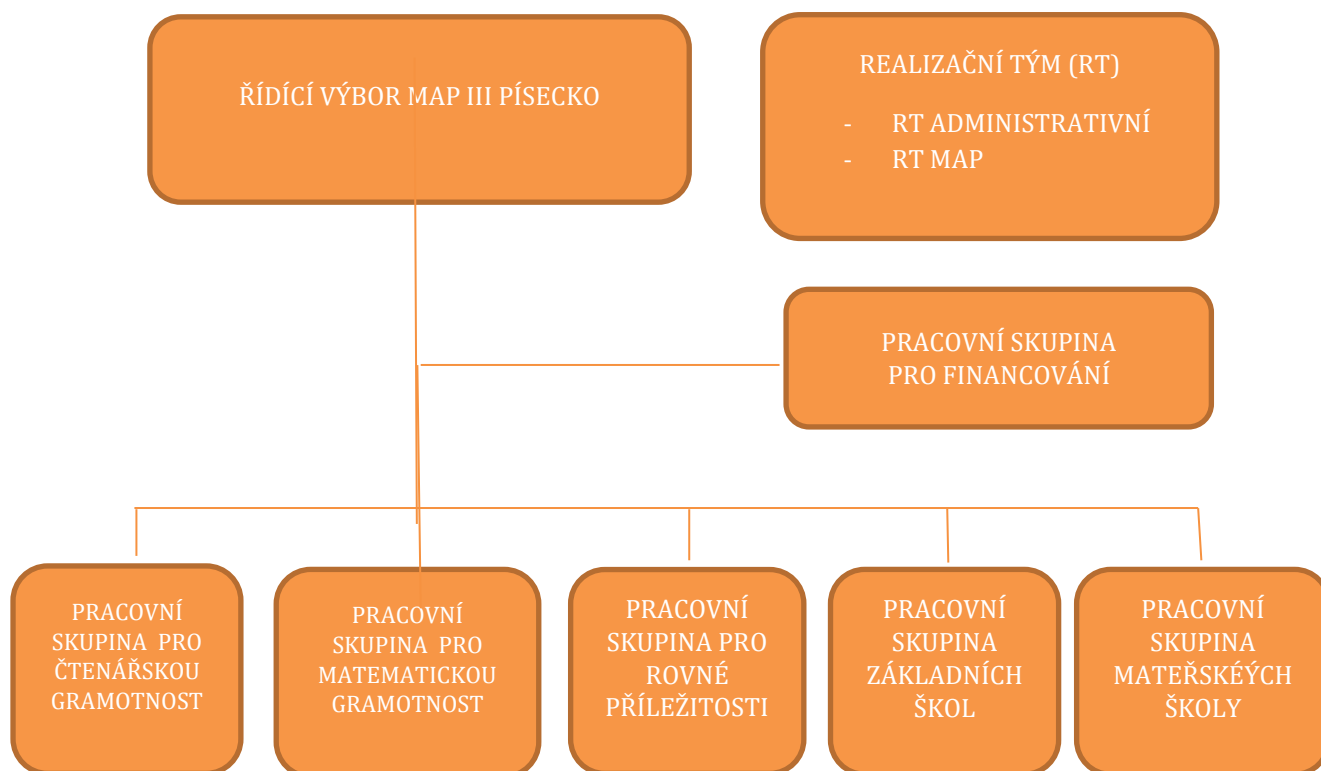 ŘÍDÍCÍ VÝBOR MAP III PÍSECKO
REALIZAČNÍ TÝM (RT)
- RT ADMINISTRATIVNÍ
- RT MAP
PRACOVNÍ SKUPINA
PRO FINANCOVÁNÍ
PRACOVNÍ
SKUPINA PRO
ČTENÁŘSKOU
GRAMOTNOST
PRACOVNÍ
SKUPINA PRO
MATEMATICKOU
GRAMOTNOST
PRACOVNÍ
SKUPINA PRO
ROVNÉ
PŘÍLEŽITOSTI
PRACOVNÍ
SKUPINA
ZÁKLADNÍCH
ŠKOL
PRACOVNÍ
SKUPINA
MATEŘSKÉÝCH
ŠKOLY